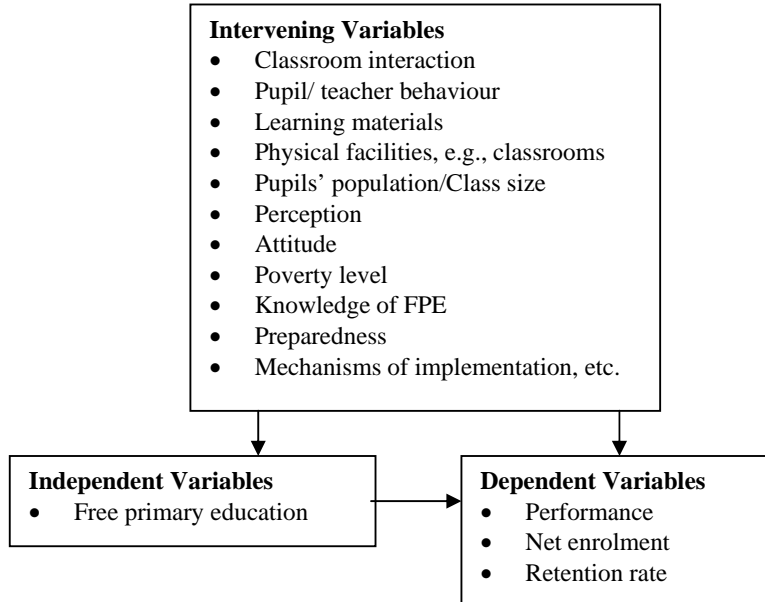 Intervening Variables
• Classroom interaction
• Pupil/ teacher behaviour
• Learning materials
• Physical facilities, e.g., classrooms
• Pupils’ population/Class size
• Perception
• Attitude
• Poverty level
• Knowledge of FPE
• Preparedness
• Mechanisms of implementation, etc.
Independent Variables
• Free primary education
Dependent Variables
• Performance
• Net enrolment
• Retention rate